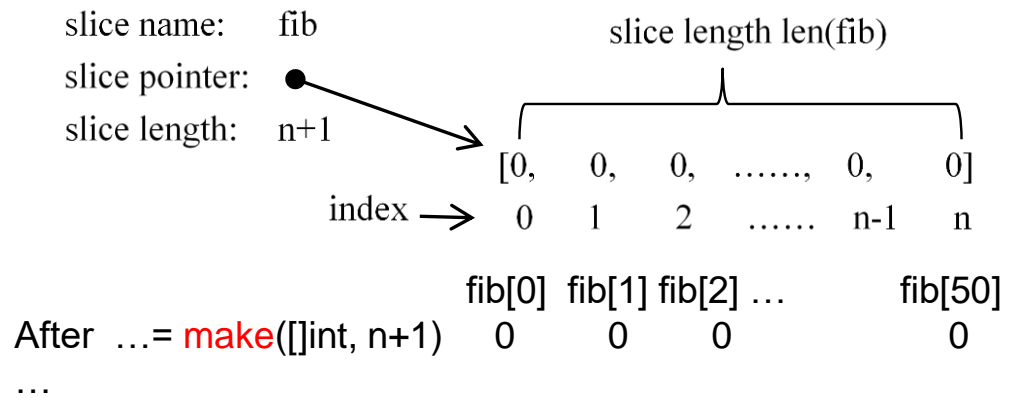 slice name: fib
slice length len(fib)
slice pointer:
slice length: n+1
[0, 0, 0, ……, 0, 0]
index 0 1 2 …… n-1 n
fib[0] fib[1] fib[2] … fib[50]
After …= make([]int, n+1) 0 0 0 0
…